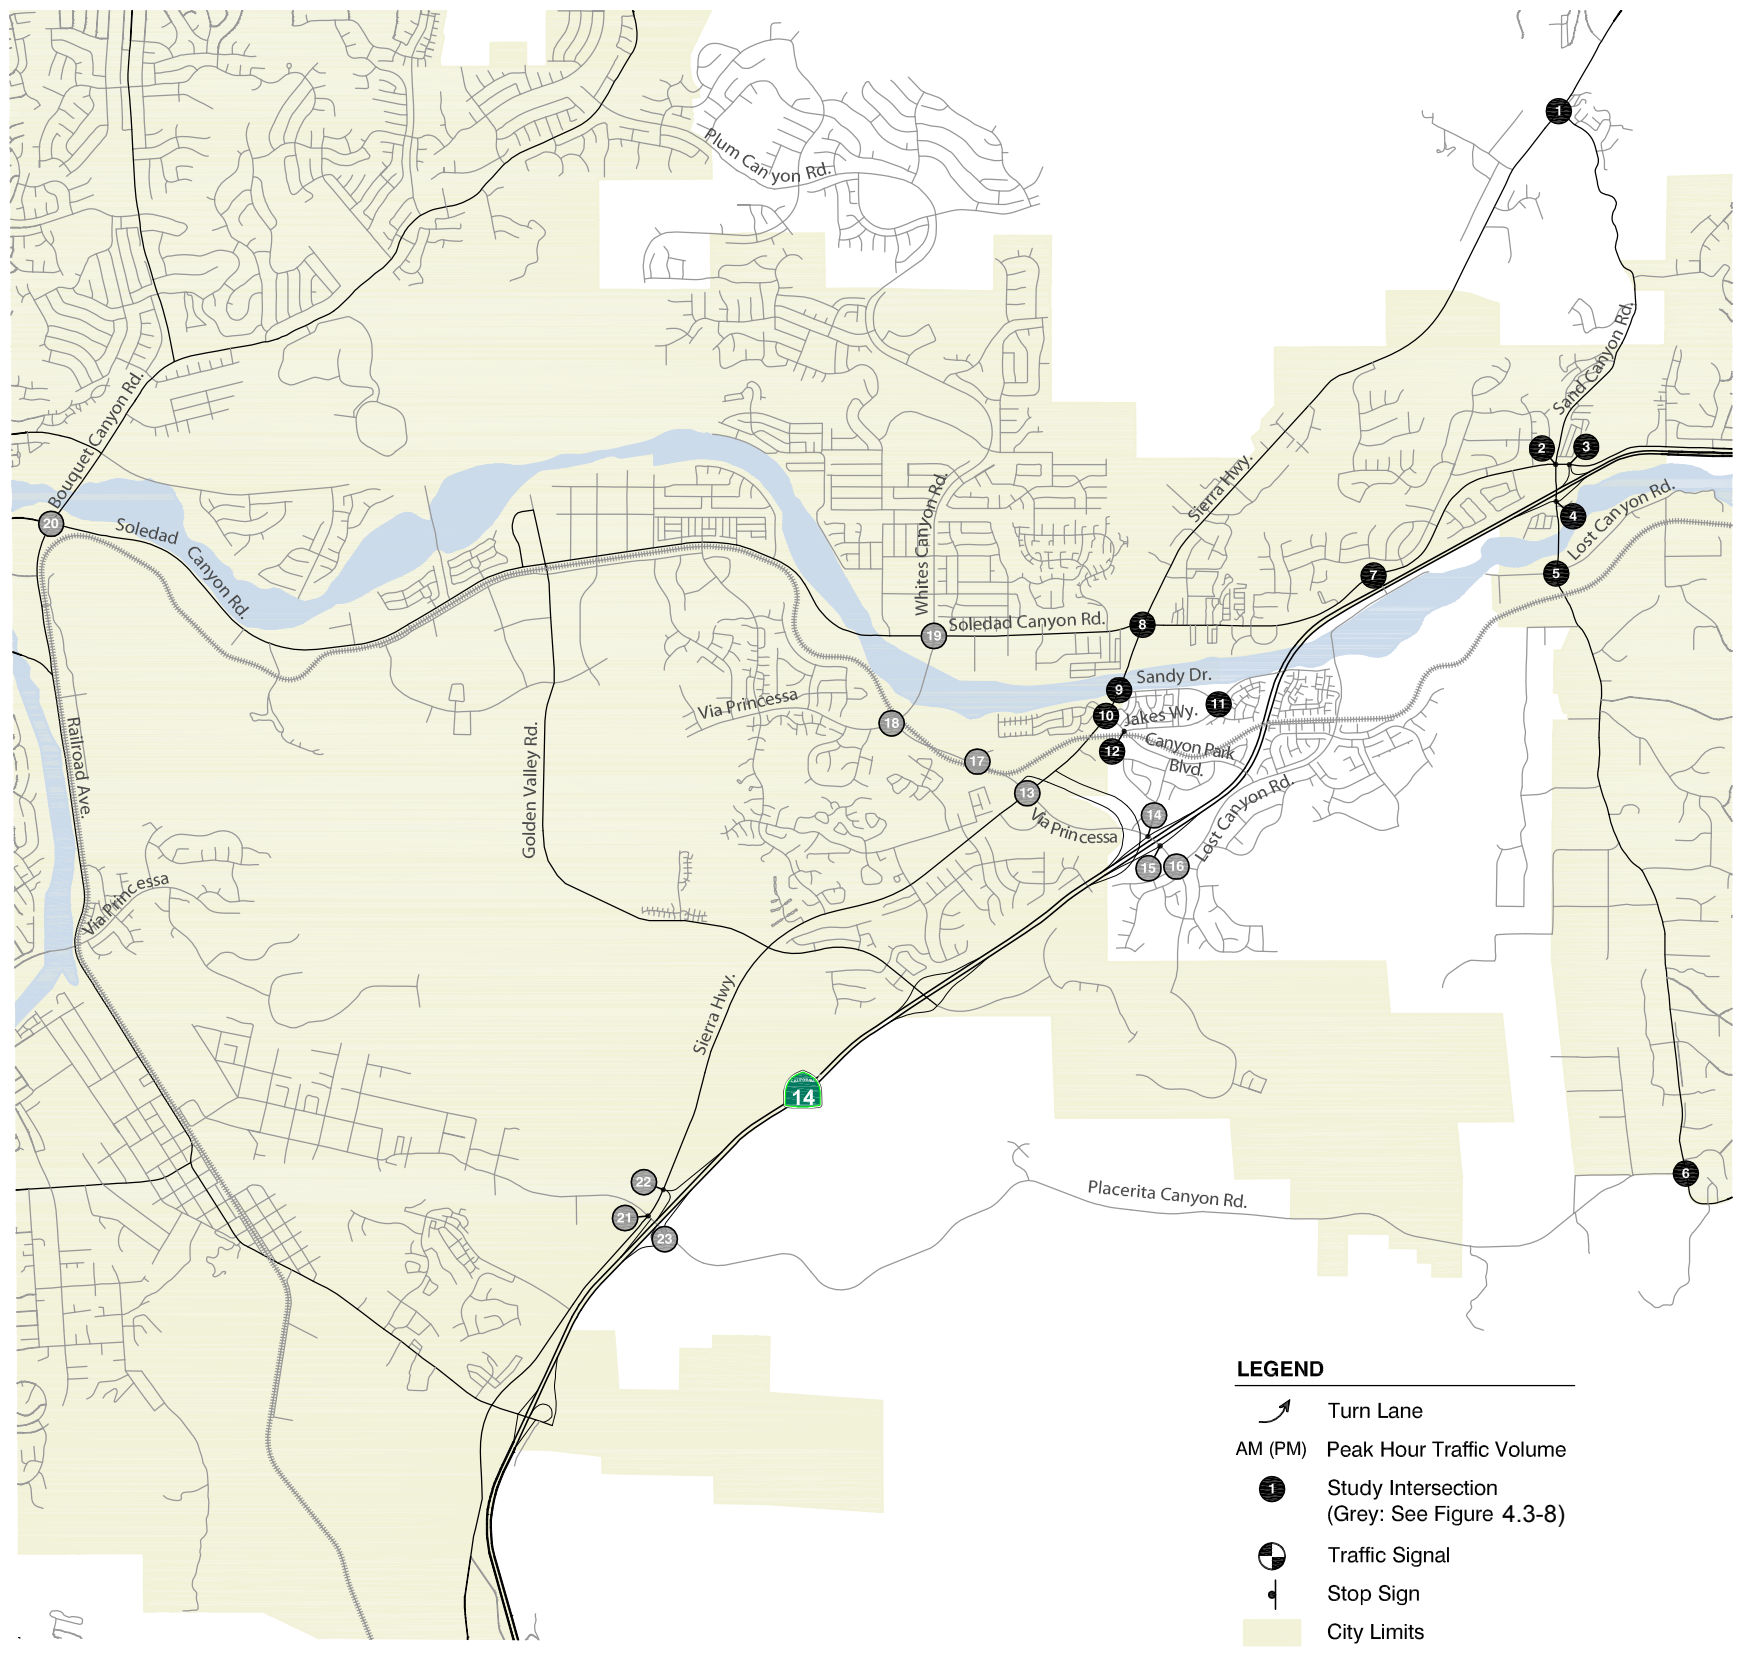 1
Plum Canyon Rd.
Sand Canyon Rd.
Bouquet Canyon Rd.
2
3
Sierra Hwy.
Whites Canyon Rd.
Lost Canyon Rd.
4
20
Soledad Canyon Rd.
5
7
8
19
Soledad Canyon Rd.
Sandy Dr.
9
11
10
Jakes Wy.
Via Princessa
18
12
Canyon Park
Blvd.
17
13
Railroad Ave.
Golden Valley Rd.
14
Via Princessa
Lost Canyon Rd.
15
16
Via Princessa
Sierra Hwy.
CALIFORNIA
14
22
6
Placerita Canyon Rd.
21
23
LEGEND
Turn Lane
AM (PM) Peak Hour Traffic Volume
1 Study Intersection
(Grey: See Figure 4.3-8)
Traffic Signal
Stop Sign
City Limits